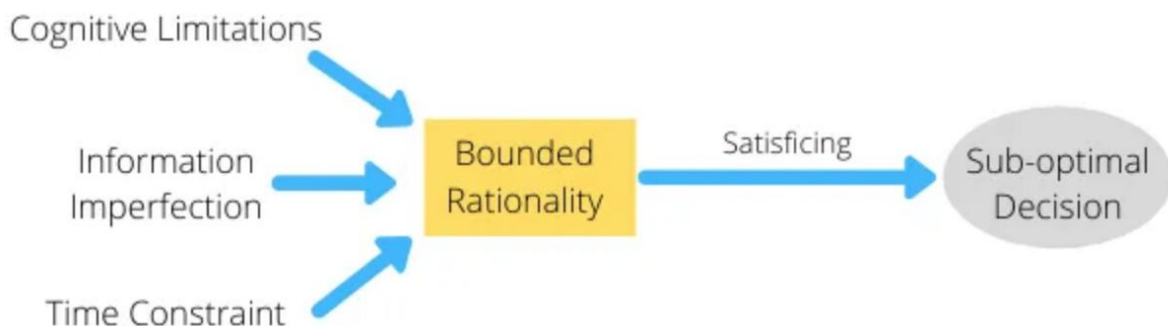 Cognitive Limitations
Information
Imperfection
Time Constraint
Bounded
Rationality
Satisficing
Sub-optimal
Decision